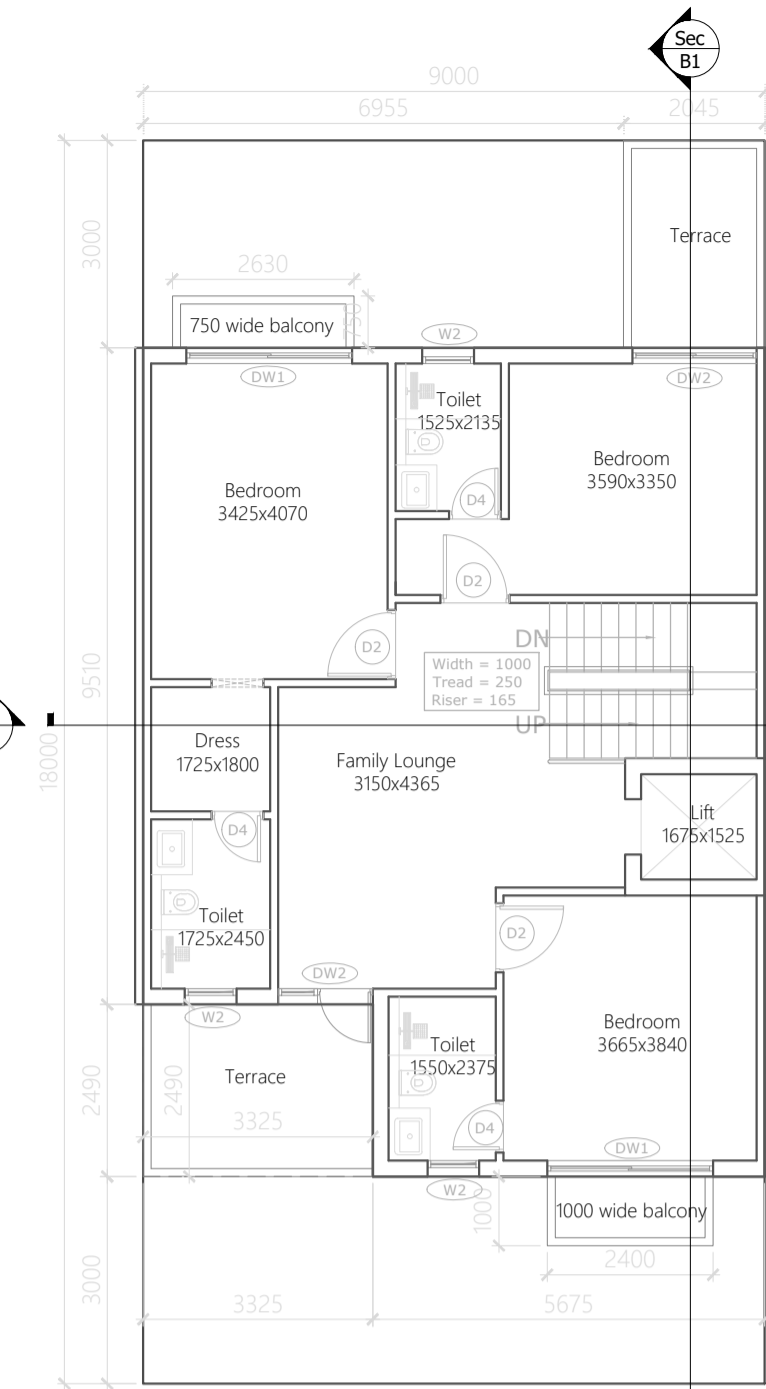 Sec
B1
9000
6955
2045
3000
Terrace
2630
750 wide balcony
750
W2
DW1
DW2
Toilet
1525x2135
Bedroom
3590x3350
Bedroom
3425x4070
D4
D2
9510
D2
DN
Width = 1000
Tread = 250
Riser = 165
UP
18000
Dress
1725x1800
Family Lounge
3150x4365
Lift
1675x1525
D4
Toilet
1725x2450
D2
DW2
W2
Bedroom
3665x3840
Toilet
1550x2375
2490
2490
Terrace
3325
D4
DW1
W2
1000
1000 wide balcony
2400
3000
3325
5675